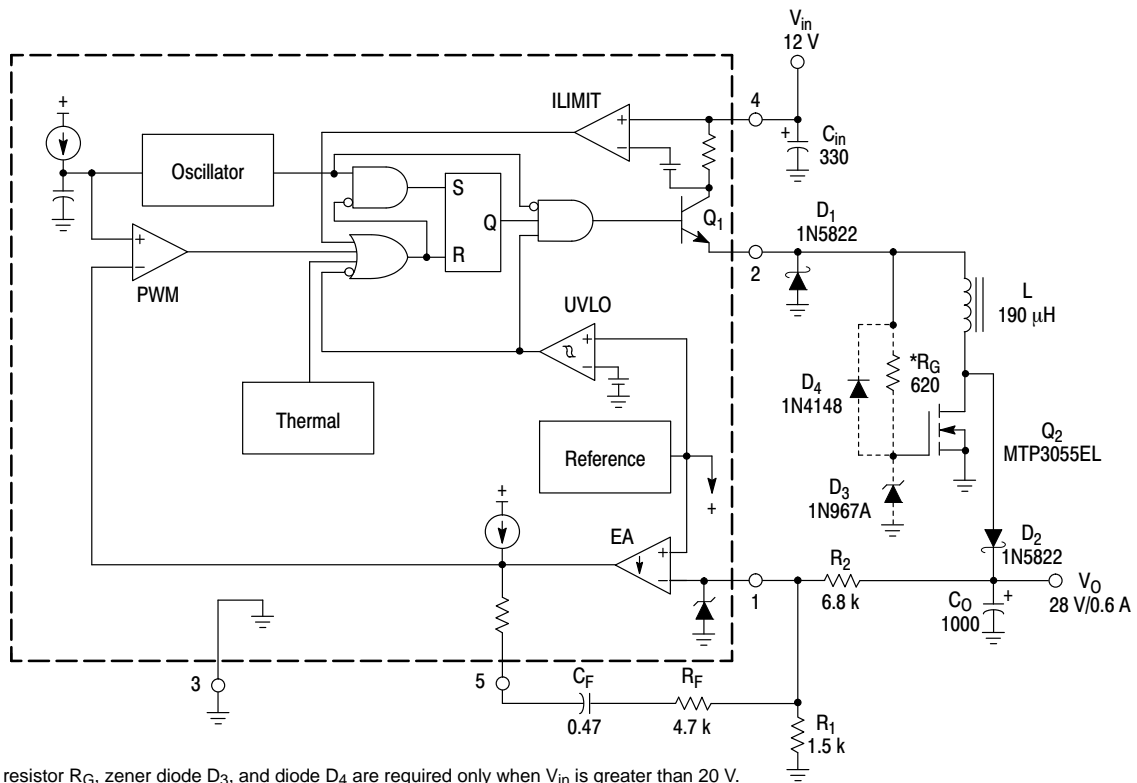 Vin
12 V
ILIMIT
4
+
−
+
Cin
330
+
Oscillator
S
Q
R
Q1
D1
1N5822
2
+
−
PWM
L
190 µH
UVLO
+
−
*RG
620
D4
1N4148
Thermal
Reference
+
Q2
MTP3055EL
D3
1N967A
+
EA
+
−
D2
1N5822
1
R2
6.8 k
VO
28 V/0.6 A
CO
1000
+
3
5
CF
0.47
RF
4.7 k
R1
1.5 k
resistor RG, zener diode D3, and diode D4 are required only when Vin is greater than 20 V.